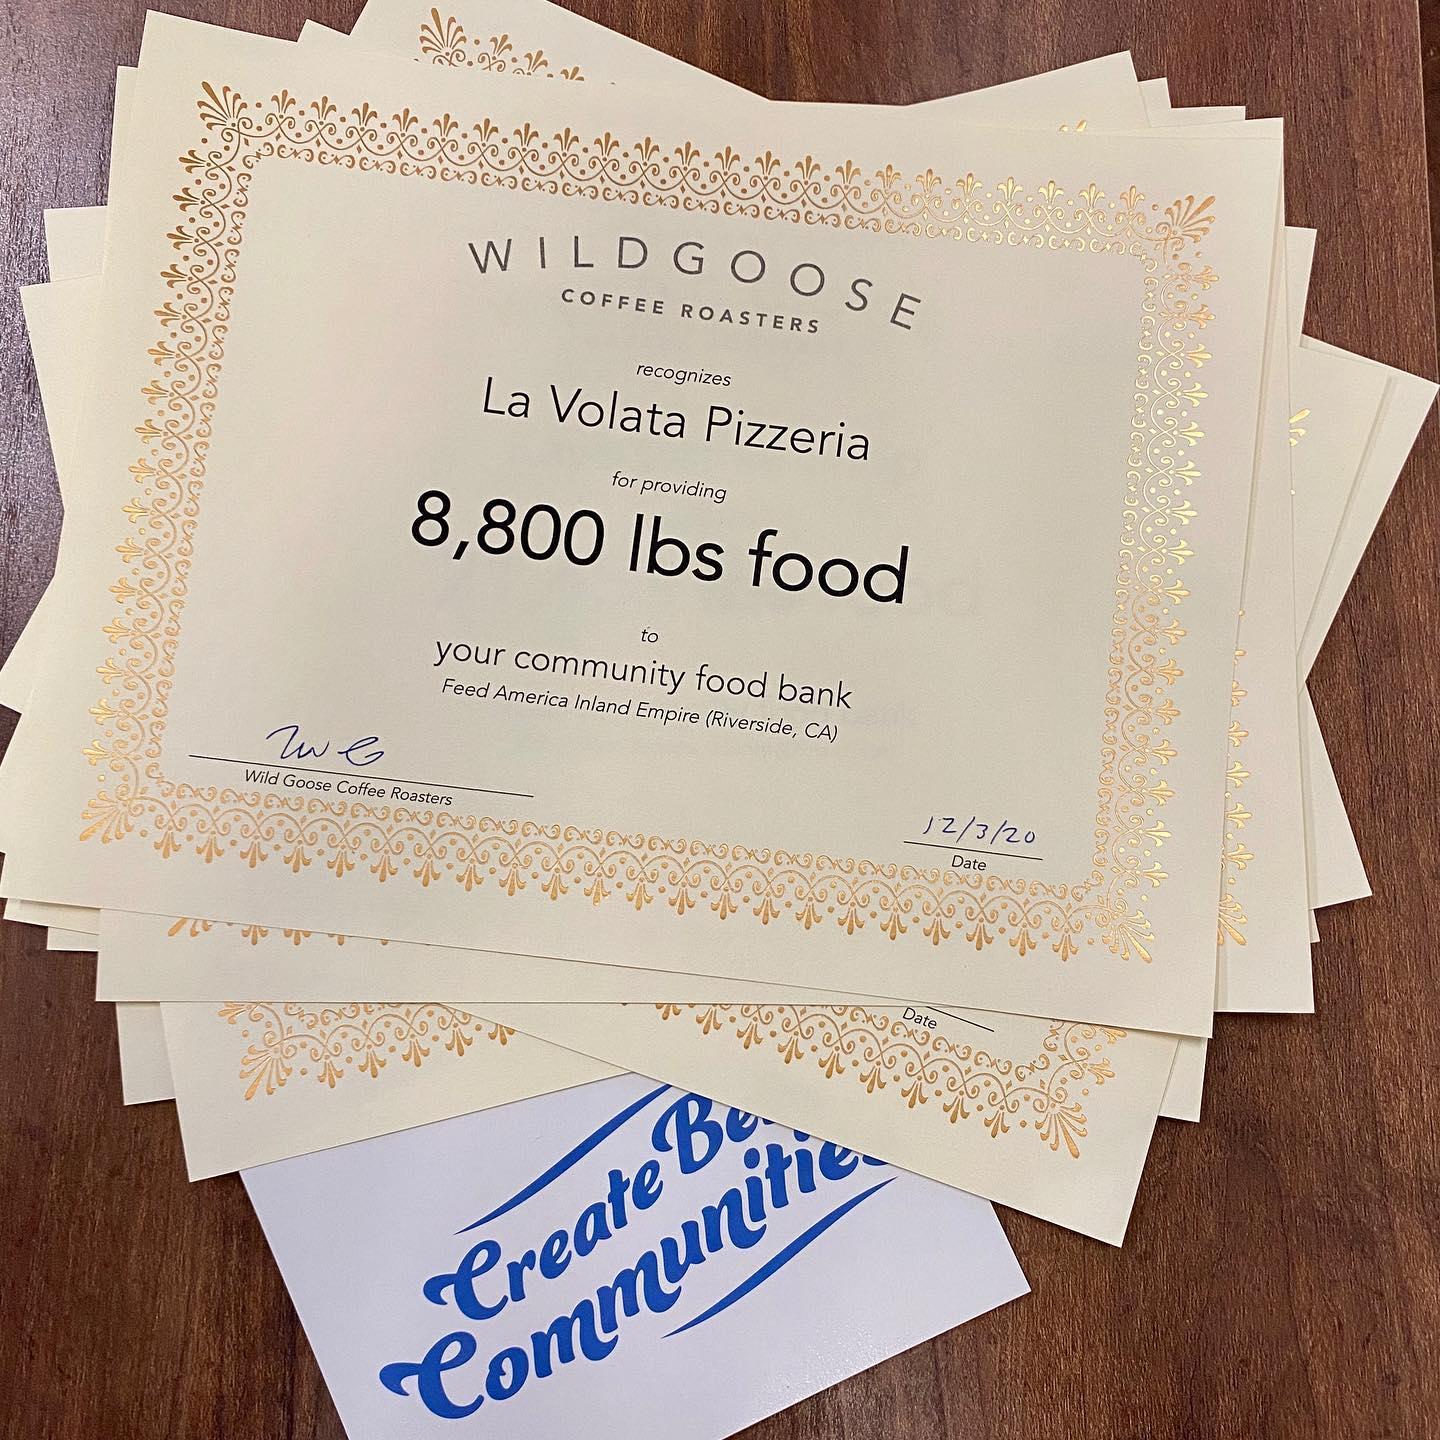 WILDGOOSE
COFFEE ROASTERS
recognizes
La Volata Pizzeria
for providing
8,800 lbs food
to
your community food bank
Feed America Inland Empire (Riverside, CA)
Wild Goose Coffee Roasters
12/3/20
Date
Date
Create
Communities